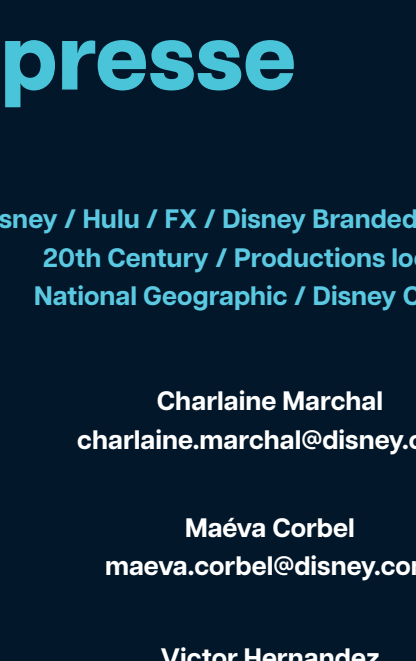 presse
sney / Hulu / FX / Disney Branded
20th Century / Productions lo
National Geographic / Disney C
Charlaine Marchal
charlaine.marchal@disney.c
Maéva Corbel
maeva.corbel@disney.co
Victor Hernandez